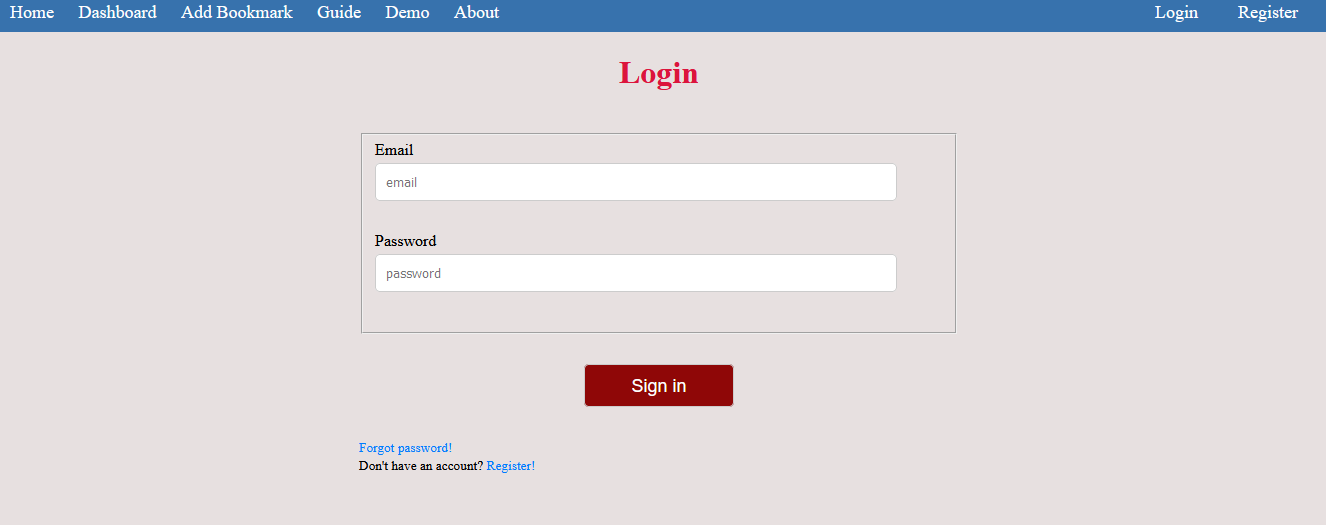 Home Dashboard Add Bookmark Guide Demo About Login Register
Login
Email
email
Password
password
Sign in
Forgot password!
Don't have an account? Register!